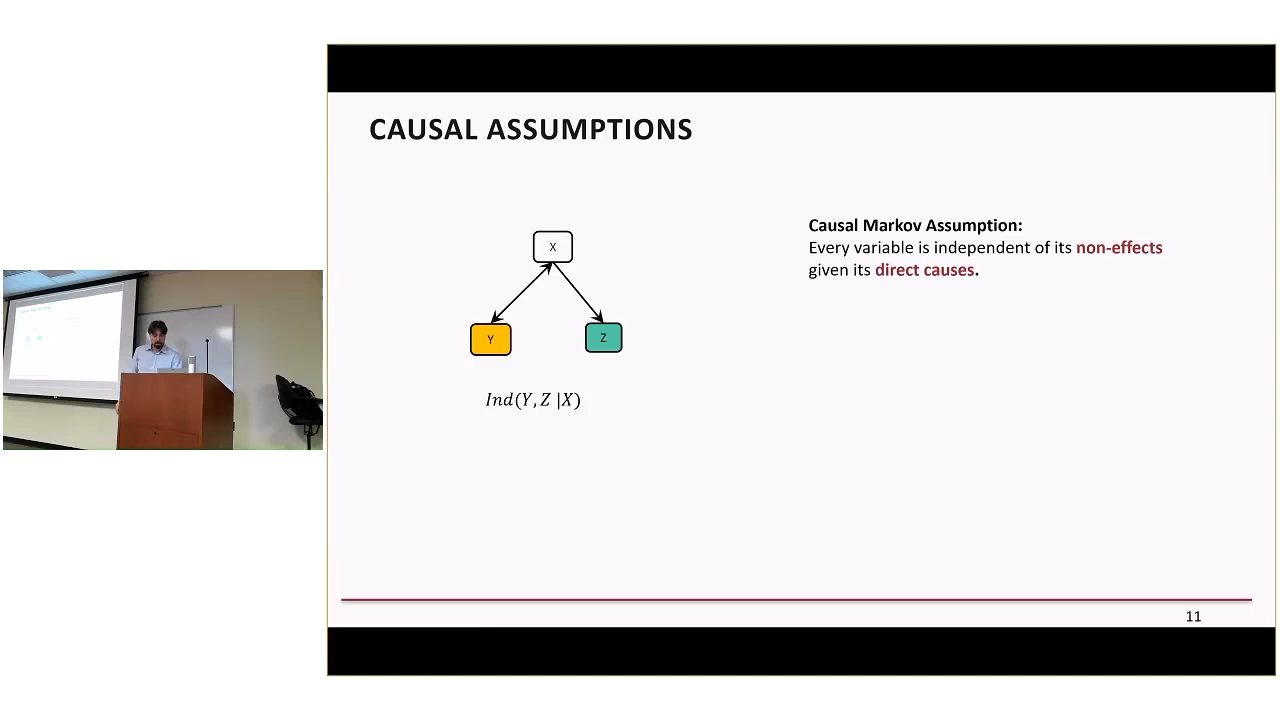 CAUSAL ASSUMPTIONS
X
Y
Z
Ind(Y, Z |X)
Causal Markov Assumption:
Every variable is independent of its non-effects
given its direct causes.
11